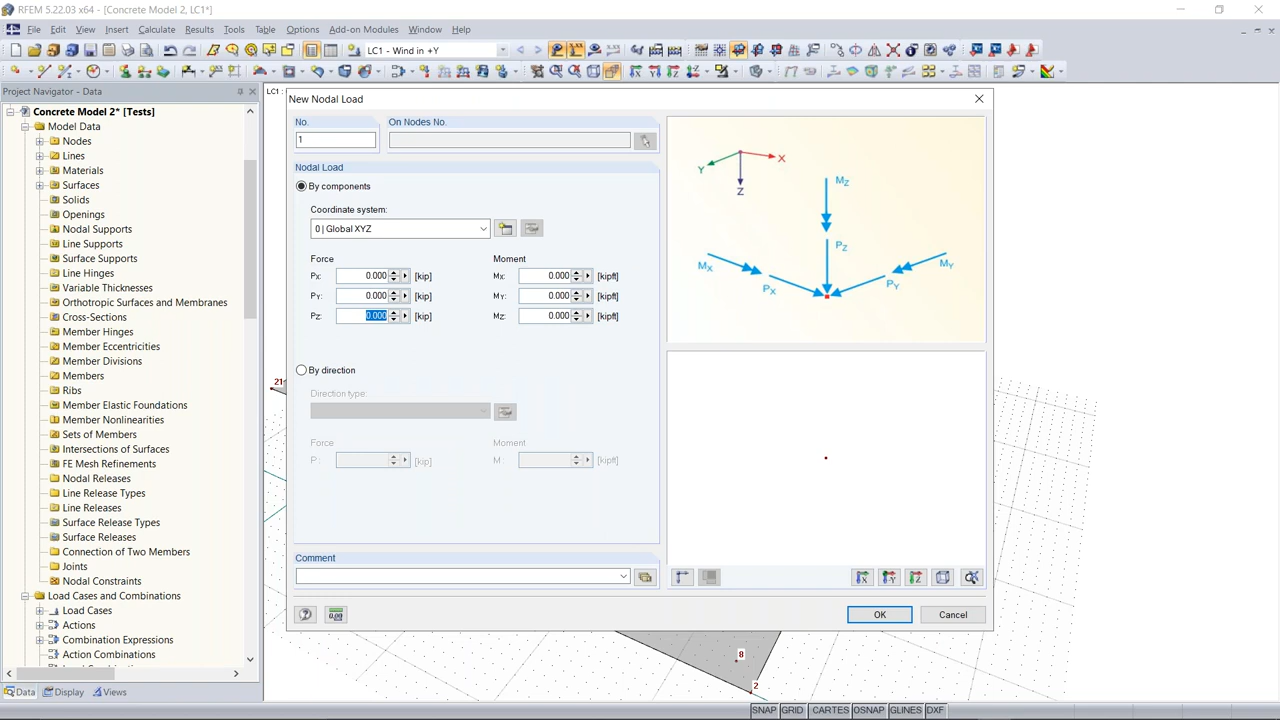 RFEM 5.22.03 x64 - [Concrete Model 2, LC1*]
File Edit View Insert Calculate Results Tools Table Options Add-on Modules Window Help
LC1 - Wind in +Y
Project Navigator - Data
LC1 :
Concrete Model 2* [Tests]
Model Data
Nodes
Lines
Materials
Surfaces
Solids
Openings
Nodal Supports
Line Supports
Surface Supports
Line Hinges
Variable Thicknesses
Orthotropic Surfaces and Membranes
Cross-Sections
Member Hinges
Member Eccentricities
Member Divisions
Members
Ribs
Member Elastic Foundations
Member Nonlinearities
Sets of Members
Intersections of Surfaces
FE Mesh Refinements
Nodal Releases
Line Release Types
Line Releases
Surface Release Types
Surface Releases
Connection of Two Members
Joints
Nodal Constraints
Load Cases and Combinations
Load Cases
Actions
Combination Expressions
Action Combinations
Data Display Views
New Nodal Load
No.
On Nodes No.
1
Nodal Load
By components
Coordinate system:
0 | Global XYZ
Force
Moment
PX: 0.000 [kip] MX: 0.000 [kipft]
PY: 0.000 [kip] MY: 0.000 [kipft]
PZ: 0.000 [kip] MZ: 0.000 [kipft]
By direction
Direction type:
Force
Moment
P : [kip] M : [kipft]
Comment
OK Cancel
X
Y
Z
MZ
PZ
MX
PX
PY
MY
21
8
2
SNAP GRID CARTES OSNAP GLINES DXF